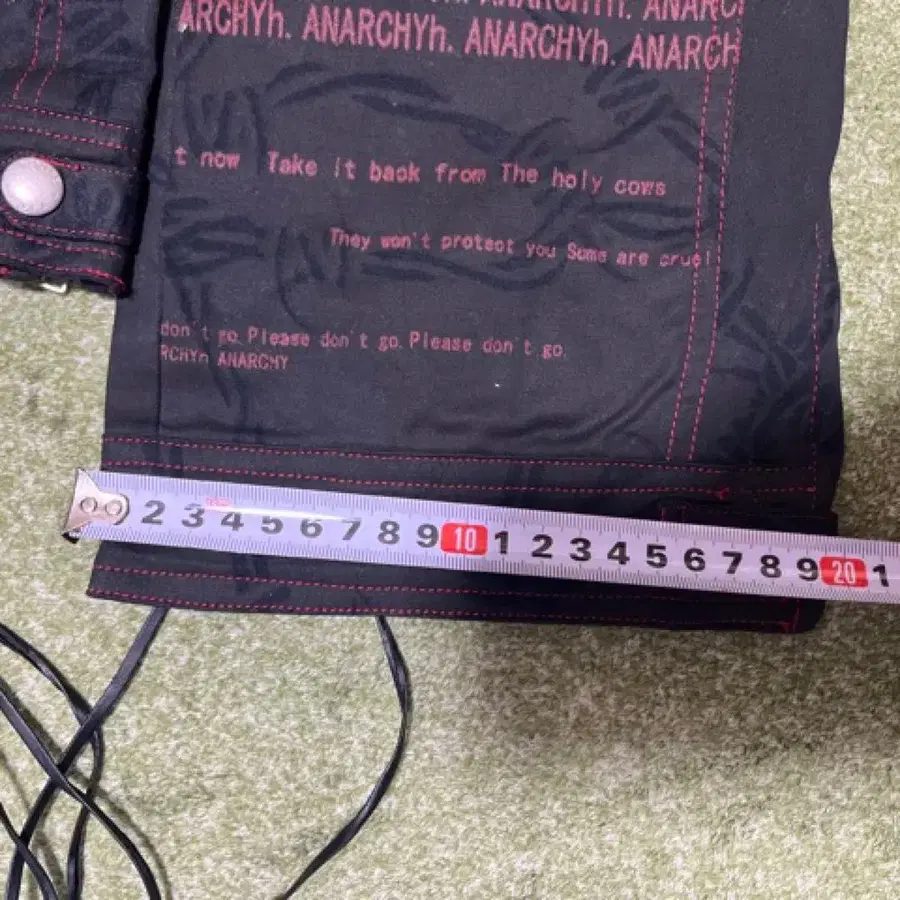 ANARCHYh. ANARC
ARCHYh. ANARCHYh. ANARCHYh. ANARCH
t now Take it back from The holy cows
They won't protect you Some are cruel
don't go. Please don't go. Please don't go.
RCHYh ANARCHY
2 3 4 5 6 7 8 9 10 1 2 3 4 5 6 7 8 9 20 1